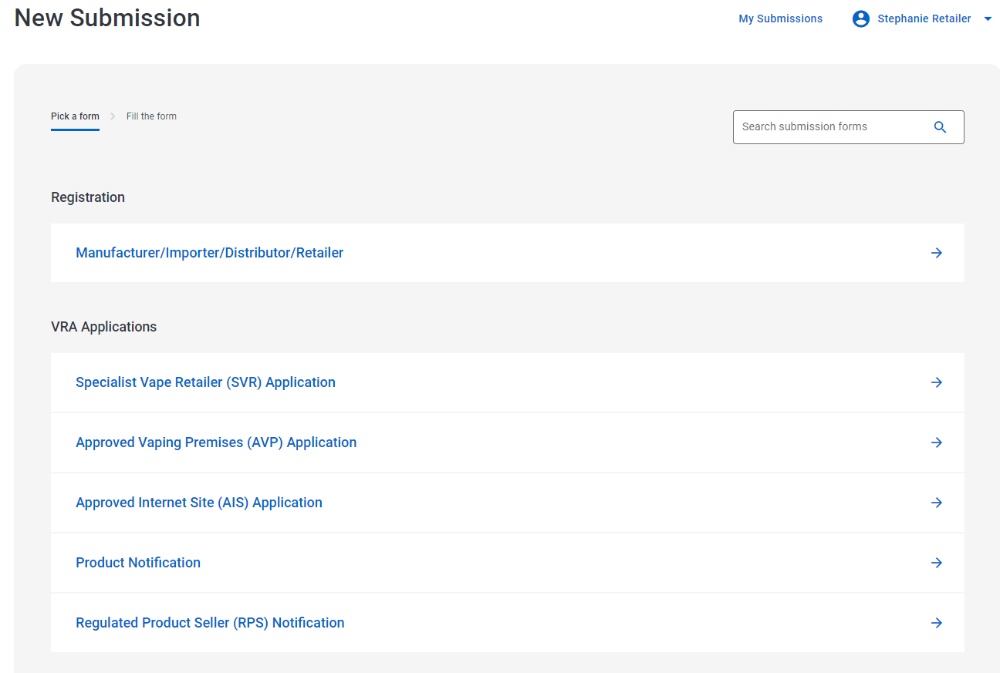 New Submission
My Submissions
Stephanie Retailer
Pick a form
Fill the form
Search submission forms
Registration
Manufacturer/Importer/Distributor/Retailer
VRA Applications
Specialist Vape Retailer (SVR) Application
Approved Vaping Premises (AVP) Application
Approved Internet Site (AIS) Application
Product Notification
Regulated Product Seller (RPS) Notification